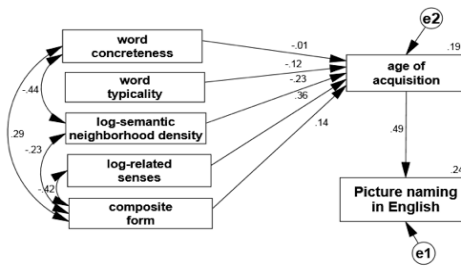 e2
word
concreteness
-.01
.19
age of
acquisition
-.12
word
typicality
-.23
-.44
.36
log-semantic
neighborhood density
.29
.14
-.23
.49
log-related
senses
-.42
.24
Picture naming
in English
composite
form
e1